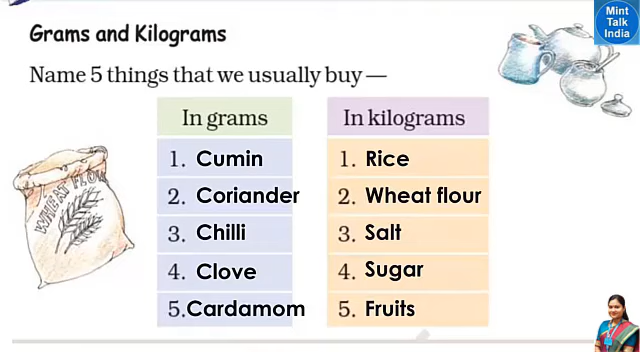 Mint
Talk
India
Grams and Kilograms
Name 5 things that we usually buy —
In grams
1. Cumin
2. Coriander
3. Chilli
4. Clove
5.Cardamom
In kilograms
1. Rice
2. Wheat flour
3. Salt
4. Sugar
5. Fruits
WHEAT FLOUR